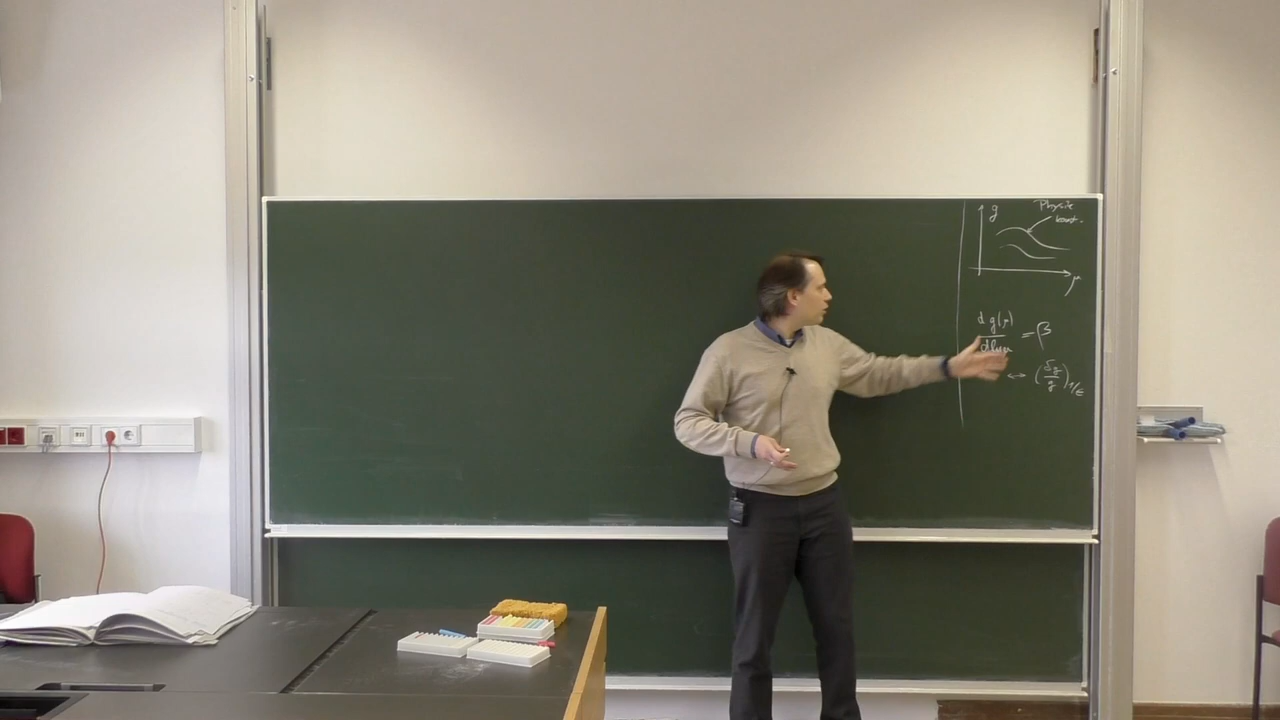 g
Physik
konst.
μ
d g(μ)
/ d ln μ = β
↔ (δg/g)_{1/ε}